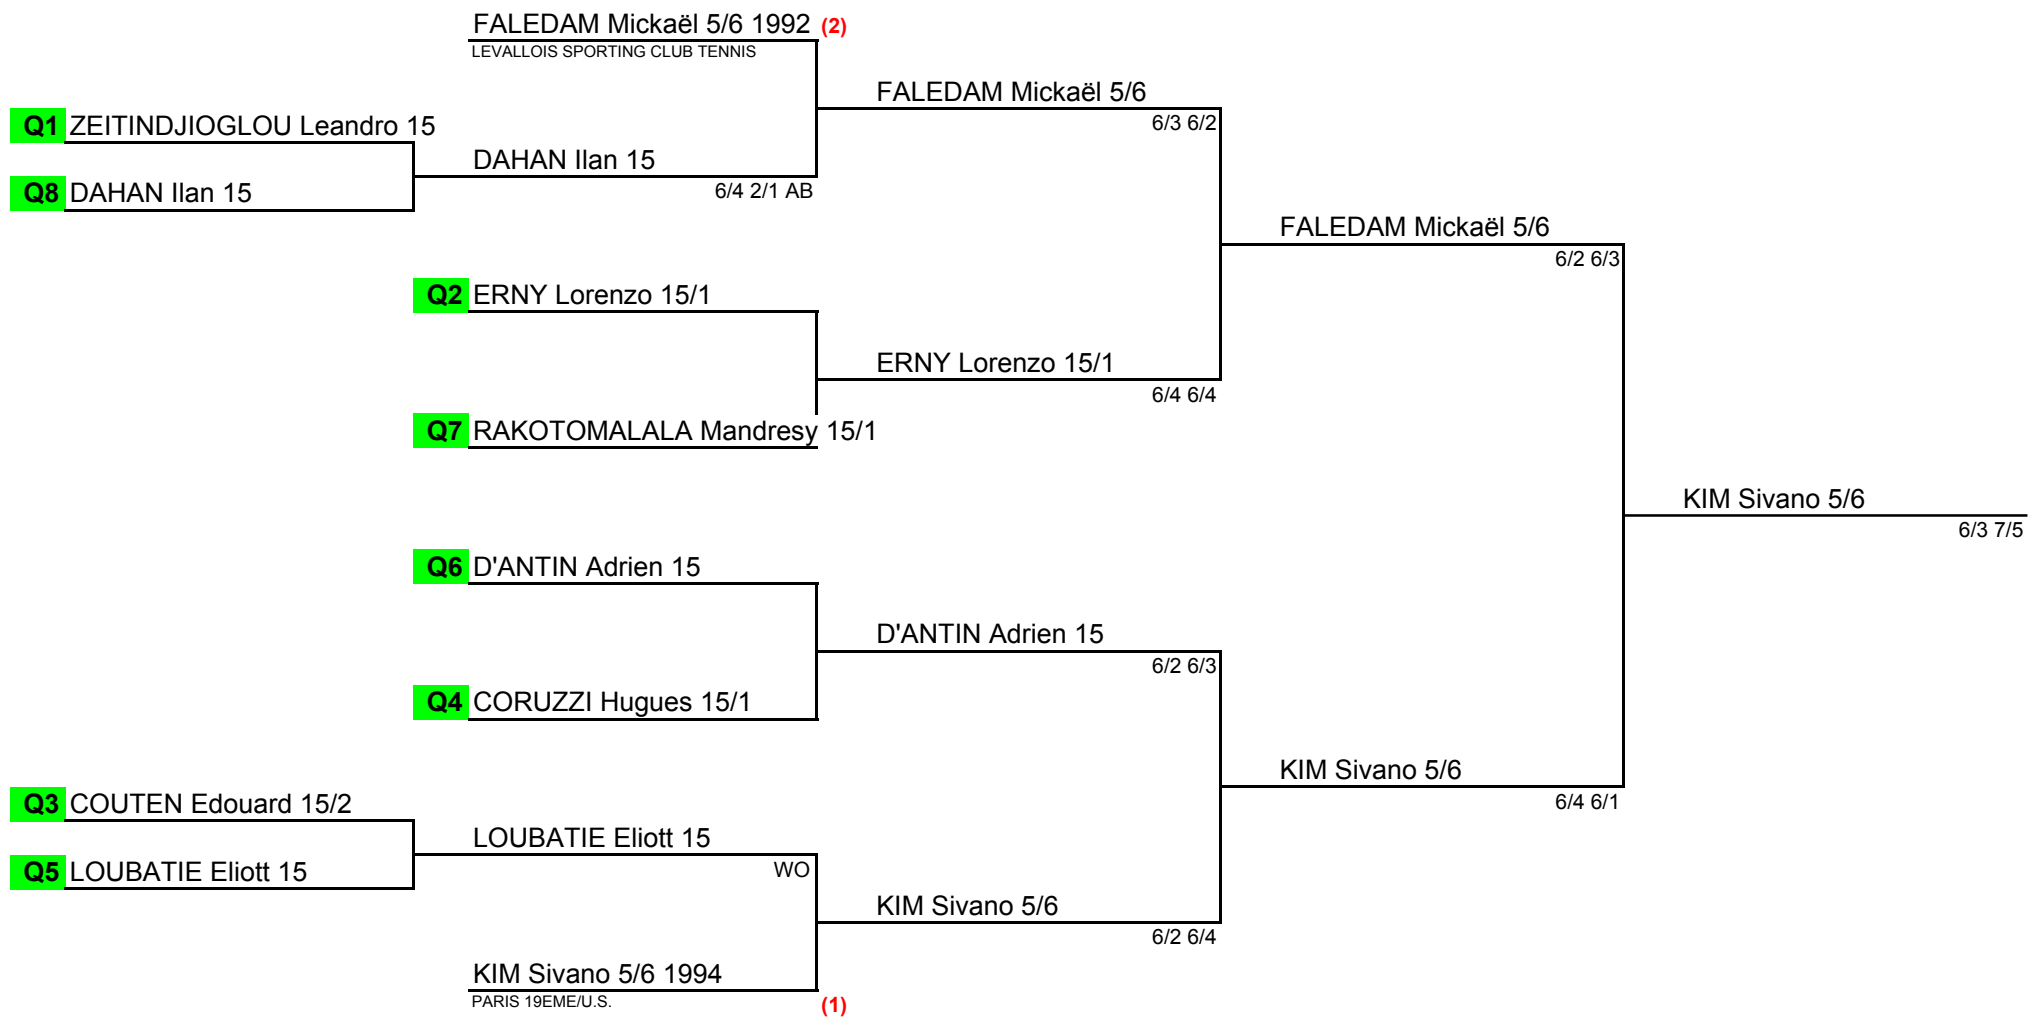 FALEDAM Mickaël 5/6 1992 (2)
LEVALLOIS SPORTING CLUB TENNIS
FALEDAM Mickaël 5/6
6/3 6/2
Q1 ZEITINDJIOGLOU Leandro 15
DAHAN Ilan 15
6/4 2/1 AB
Q8 DAHAN Ilan 15
FALEDAM Mickaël 5/6
6/2 6/3
Q2 ERNY Lorenzo 15/1
ERNY Lorenzo 15/1
6/4 6/4
Q7 RAKOTOMALALA Mandresy 15/1
KIM Sivano 5/6
6/3 7/5
Q6 D'ANTIN Adrien 15
D'ANTIN Adrien 15
6/2 6/3
Q4 CORUZZI Hugues 15/1
KIM Sivano 5/6
6/4 6/1
Q3 COUTEN Edouard 15/2
LOUBATIE Eliott 15
WO
Q5 LOUBATIE Eliott 15
KIM Sivano 5/6
6/2 6/4
KIM Sivano 5/6 1994
PARIS 19EME/U.S.
(1)